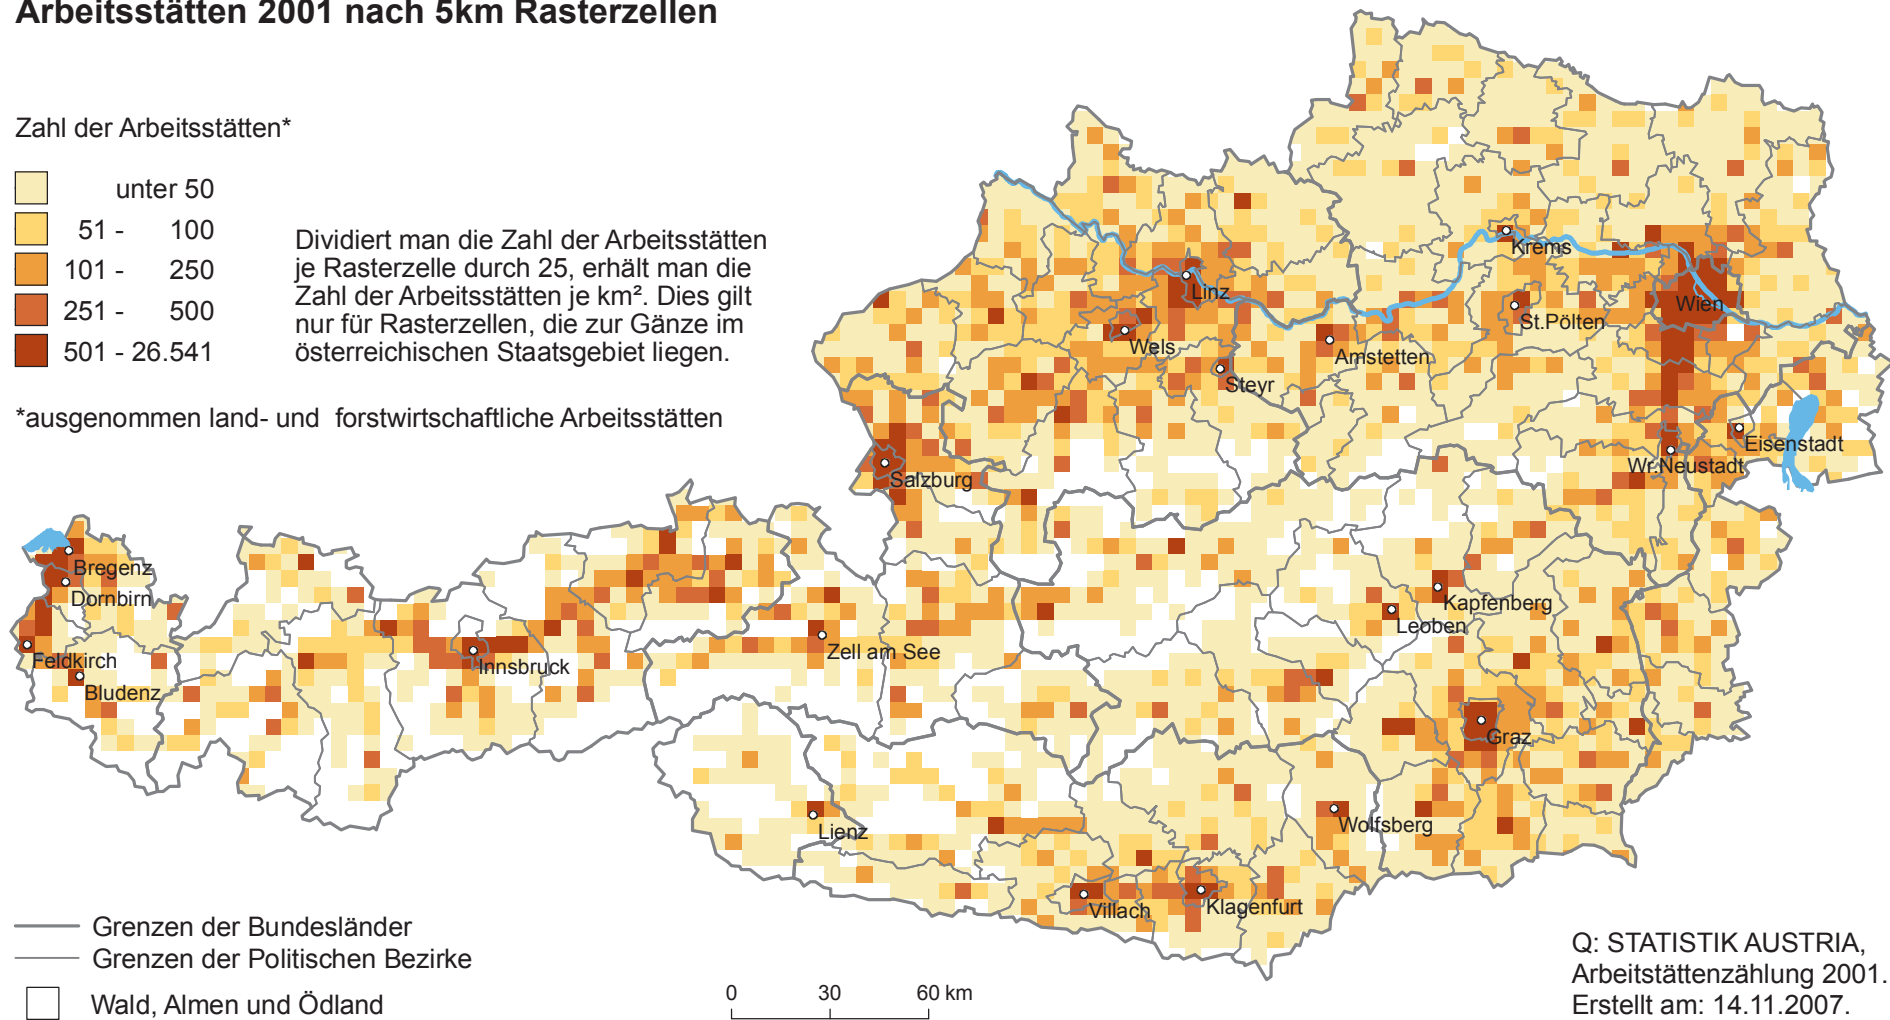 Arbeitsstätten 2001 nach 5km Rasterzellen
Zahl der Arbeitsstätten*
unter 50
51 - 100
101 - 250
251 - 500
501 - 26.541
Dividiert man die Zahl der Arbeitsstätten
je Rasterzelle durch 25, erhält man die
Zahl der Arbeitsstätten je km². Dies gilt
nur für Rasterzellen, die zur Gänze im
österreichischen Staatsgebiet liegen.
*ausgenommen land- und forstwirtschaftliche Arbeitsstätten
Krems
Linz
Wien
St.Pölten
Wels
Amstetten
Steyr
Eisenstadt
Wr.Neustadt
Salzburg
Bregenz
Dornbirn
Kapfenberg
Leoben
Zell am See
Feldkirch
Innsbruck
Bludenz
Graz
Lienz
Wolfsberg
Villach
Klagenfurt
Grenzen der Bundesländer
Grenzen der Politischen Bezirke
Wald, Almen und Ödland
0 30 60 km
Q: STATISTIK AUSTRIA,
Arbeitstättenzählung 2001.
Erstellt am: 14.11.2007.